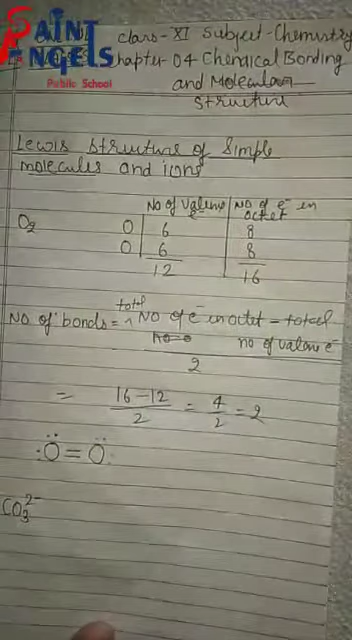 SAINT
ANGELS
Public School
class-XI Subject-Chemistry
Chapter 04 Chemical Bonding
and Molecular
Structure
Lewis Structure of Simple
molecules and ions
No of valence No of e⁻ in
octet
O₂ O 6 8
O 6 8
12 16
No of bonds = total No of e⁻ in octet - total
no of valence e⁻
2
= 16-12/2 = 4/2 = 2
:Ö=Ö:
CO₃²⁻